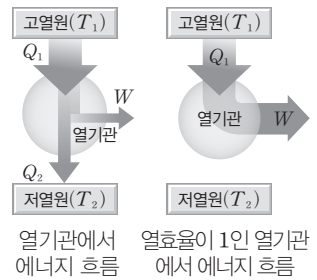 고열원(T₁)
Q₁
W
열기관
Q₂
저열원(T₂)
열기관에서
에너지 흐름
고열원(T₁)
Q₁
열기관
W
저열원(T₂)
열효율이 1인 열기관
에서 에너지 흐름